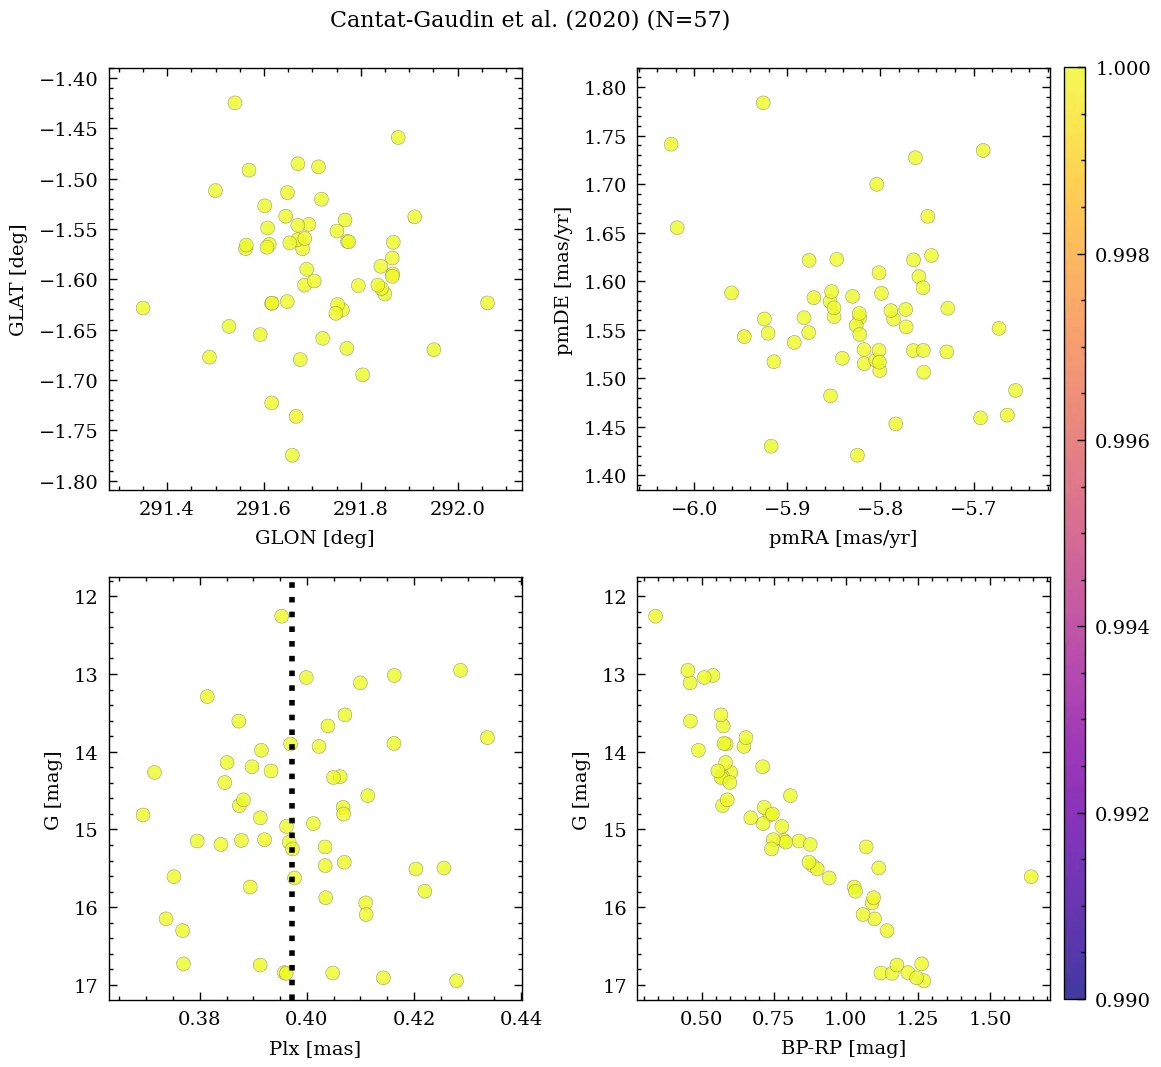 Cantat-Gaudin et al. (2020) (N=57)
−1.40
−1.45
−1.50
−1.55
−1.60
−1.65
−1.70
−1.75
−1.80
GLAT [deg]
291.4 291.6 291.8 292.0
GLON [deg]
1.80
1.75
1.70
1.65
1.60
1.55
1.50
1.45
1.40
pmDE [mas/yr]
−6.0 −5.9 −5.8 −5.7
pmRA [mas/yr]
12
13
14
15
16
17
G [mag]
0.38 0.40 0.42 0.44
Plx [mas]
12
13
14
15
16
17
G [mag]
0.50 0.75 1.00 1.25 1.50
BP-RP [mag]
1.000
0.998
0.996
0.994
0.992
0.990